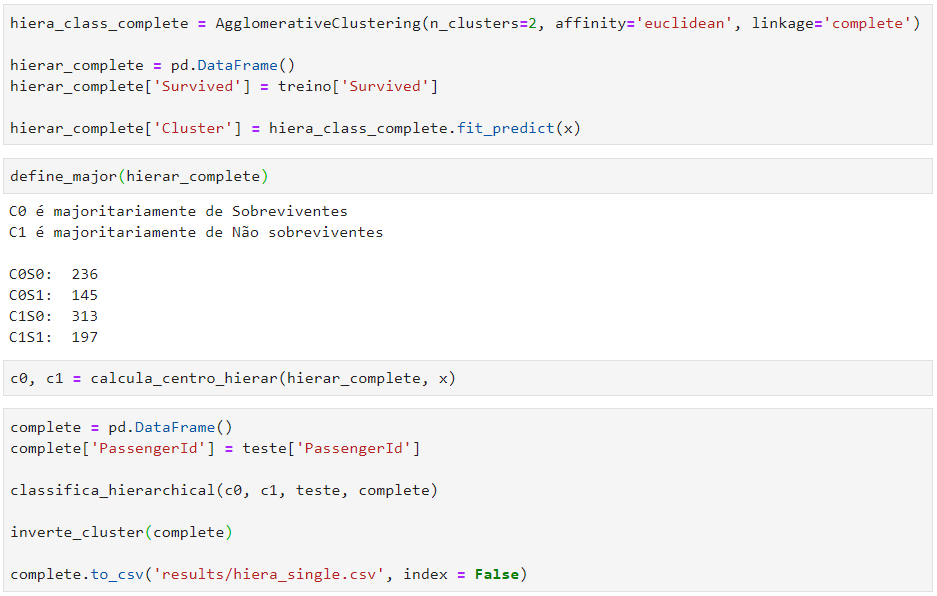 hiera_class_complete = AgglomerativeClustering(n_clusters=2, affinity='euclidean', linkage='complete')
hierar_complete = pd.DataFrame()
hierar_complete['Survived'] = treino['Survived']
hierar_complete['Cluster'] = hiera_class_complete.fit_predict(x)
define_major(hierar_complete)
C0 é majoritariamente de Sobreviventes
C1 é majoritariamente de Não sobreviventes
C0S0:  236
C0S1:  145
C1S0:  313
C1S1:  197
c0, c1 = calcula_centro_hierar(hierar_complete, x)
complete = pd.DataFrame()
complete['PassengerId'] = teste['PassengerId']
classifica_hierarchical(c0, c1, teste, complete)
inverte_cluster(complete)
complete.to_csv('results/hiera_single.csv', index = False)